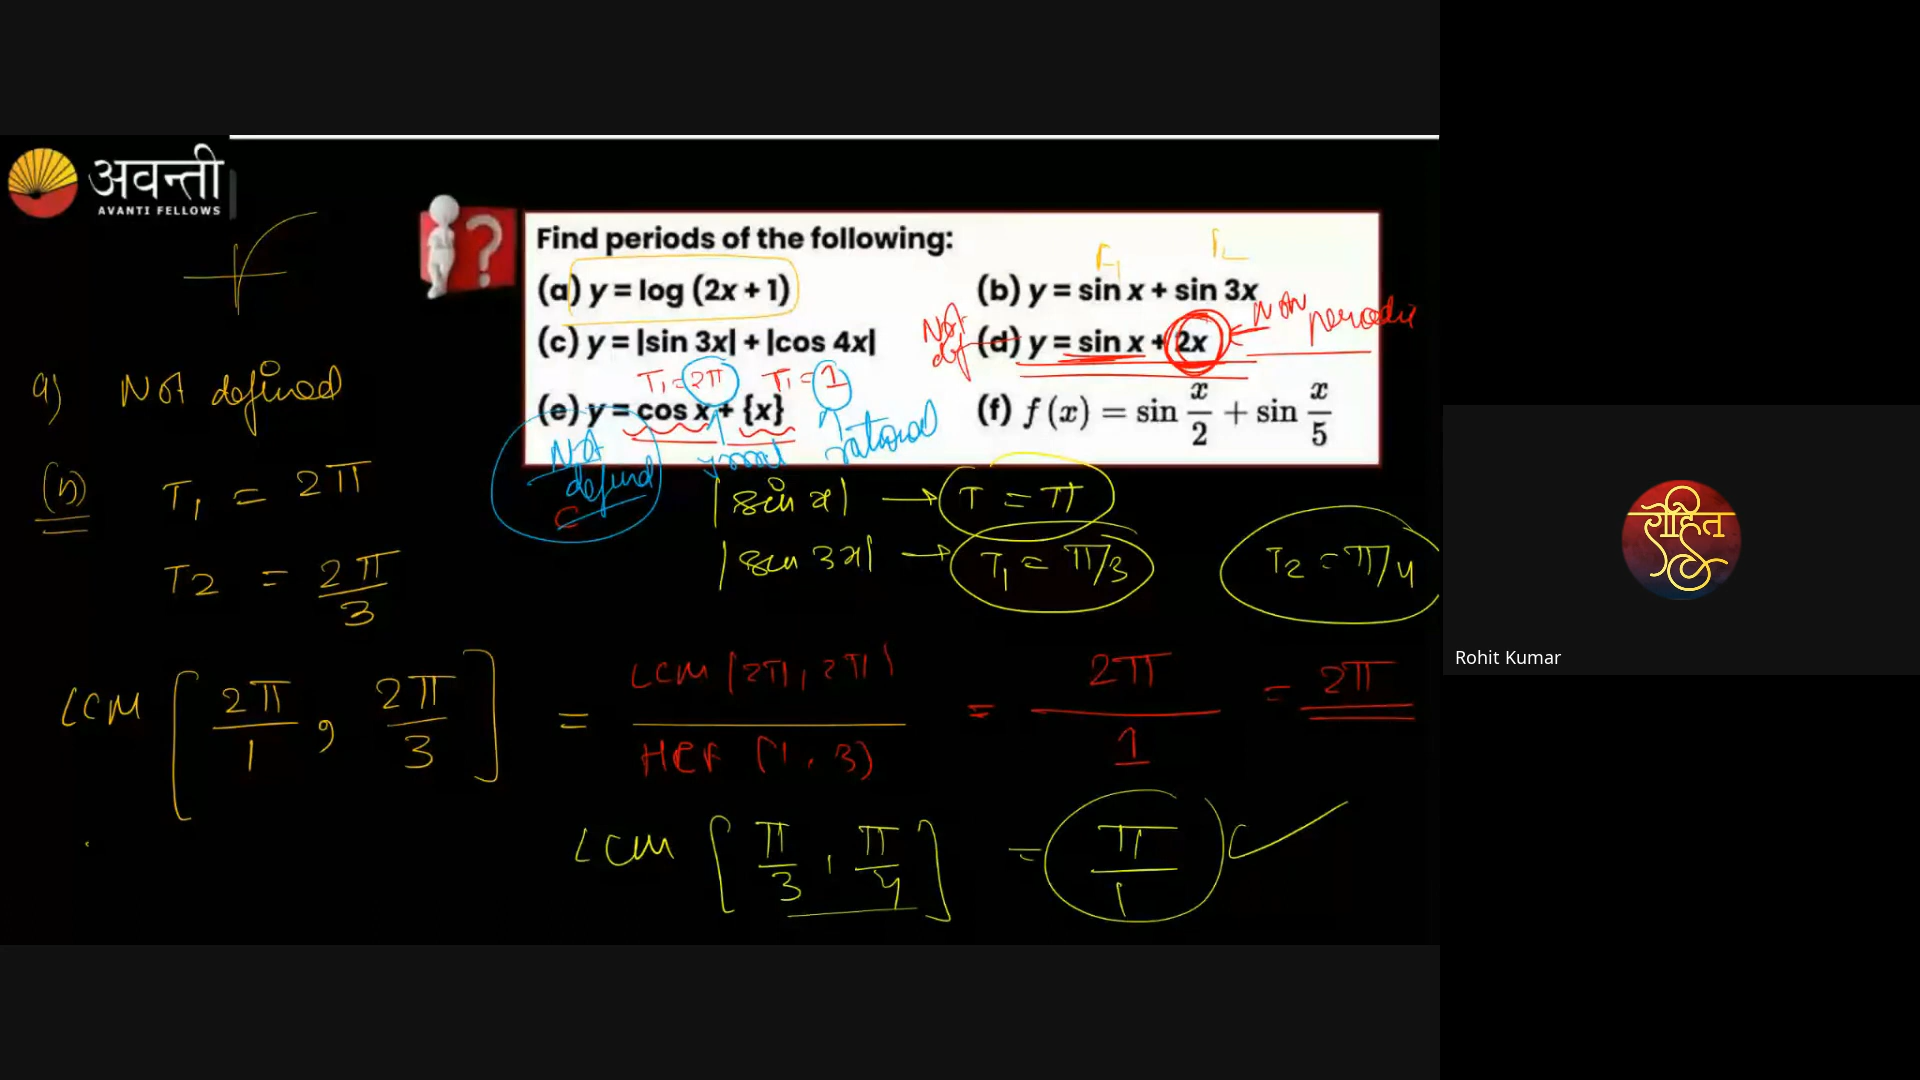 अवन्ती
AVANTI FELLOWS
Find periods of the following:
(a) y = log (2x + 1)
(b) y = sin x + sin 3x
(c) y = |sin 3x| + |cos 4x|
(d) y = sin x + 2x
(e) y = cos x + {x}
(f) f(x) = sin x/2 + sin x/5
Not def
Non periodic
T₁ = 2π
T₁ = 1
Not defined
rational
a) Not defined
(b) T₁ = 2π
T2 = 2π/3
|sin x| → T = π
|sin 3x| → T₁ = π/3
T2 = π/4
LCM [2π/1, 2π/3] = LCM (2π, 2π) / HCF (1, 3) = 2π/1 = 2π
LCM [π/3, π/4] = π/1
रोहित
Rohit Kumar